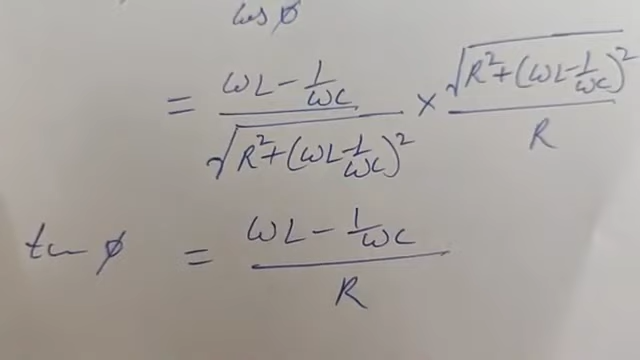 cos φ
= (ωL - 1/ωC) / √(R² + (ωL - 1/ωC)²) × √(R² + (ωL - 1/ωC)²) / R
tan φ = (ωL - 1/ωC) / R